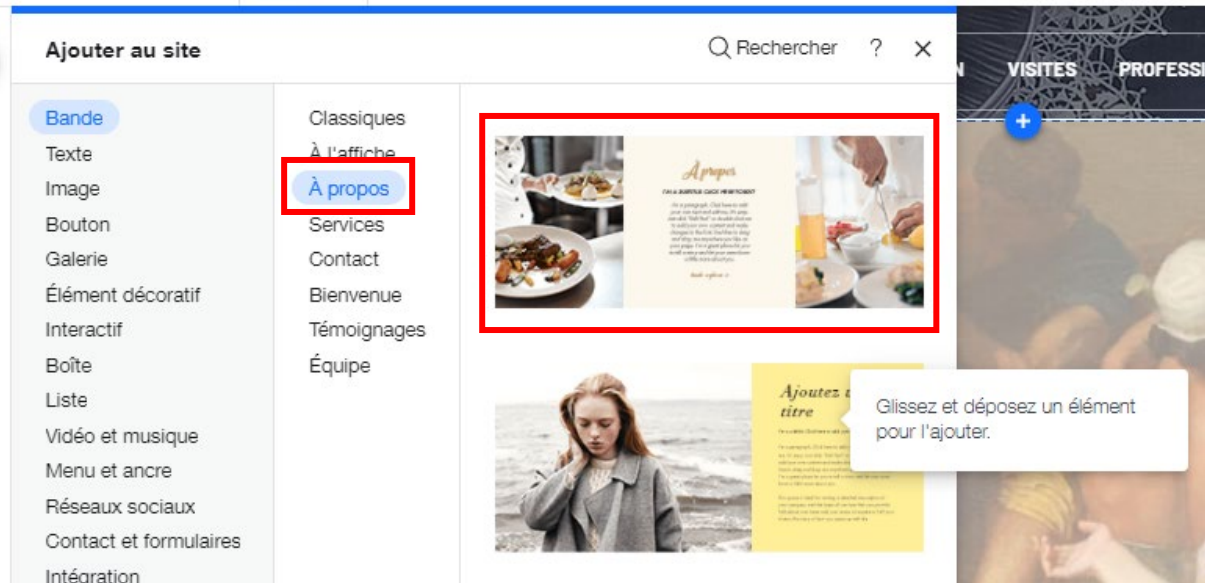 Ajouter au site
Rechercher ?
VISITES PROFESSI
Bande
Texte
Image
Bouton
Galerie
Élément décoratif
Interactif
Boîte
Liste
Vidéo et musique
Menu et ancre
Réseaux sociaux
Contact et formulaires
Intégration
Classiques
À l'affiche
À propos
Services
Contact
Bienvenue
Témoignages
Équipe
À propos
Ajoutez
titre
Glissez et déposez un élément
pour l'ajouter.